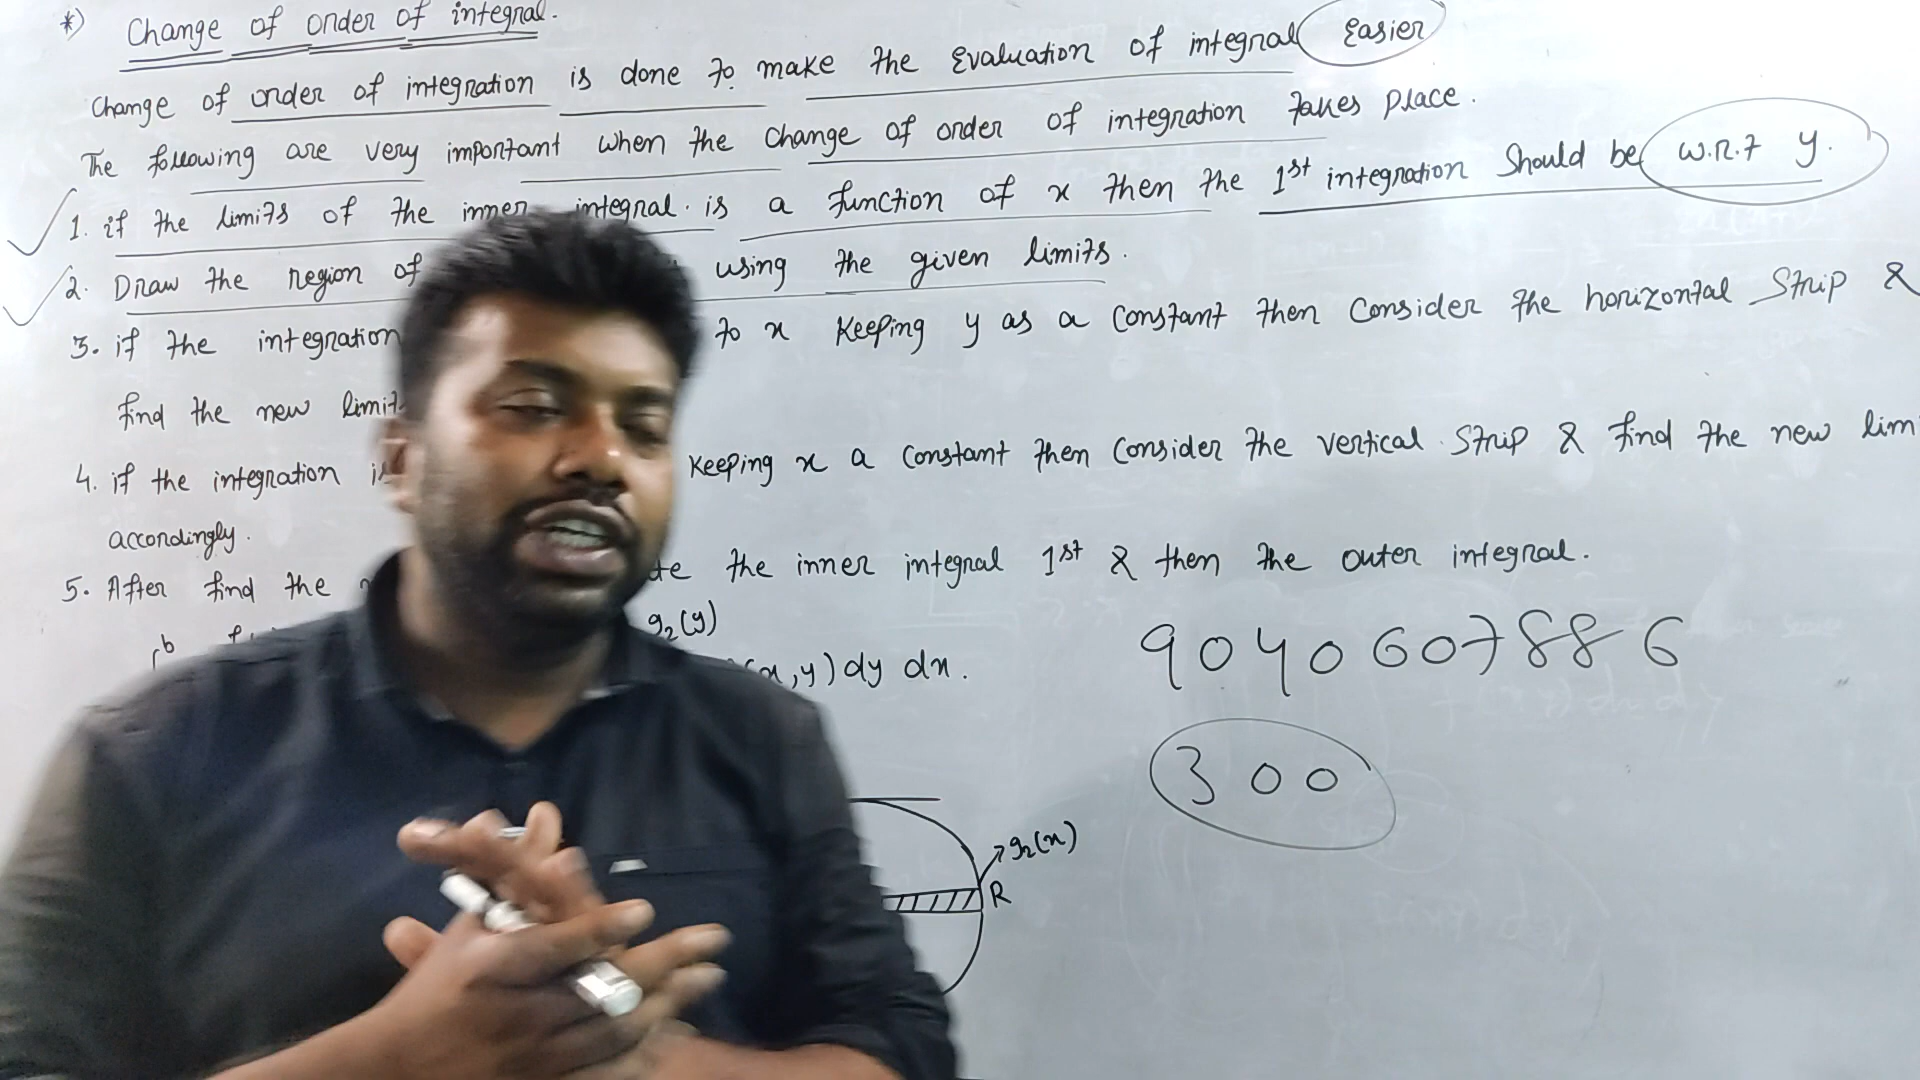 *) Change of order of integral.
Change of order of integration is done to make the Evaluation of integral Easier
The following are very important when the change of order of integration takes place.
1. if the limits of the inner integral is a function of x then the 1st integration should be w.r.t y.
2. Draw the region of using the given limits.
3. if the integration to x keeping y as a constant then consider the horizontal strip &
find the new limit
4. if the integration is keeping x a constant then consider the vertical strip & find the new lim
accordingly.
5. After find the the inner integral 1st & then the outer integral.
b g₂(y)
(x,y) dy dx.
9040607886
300
g₂(x)
R